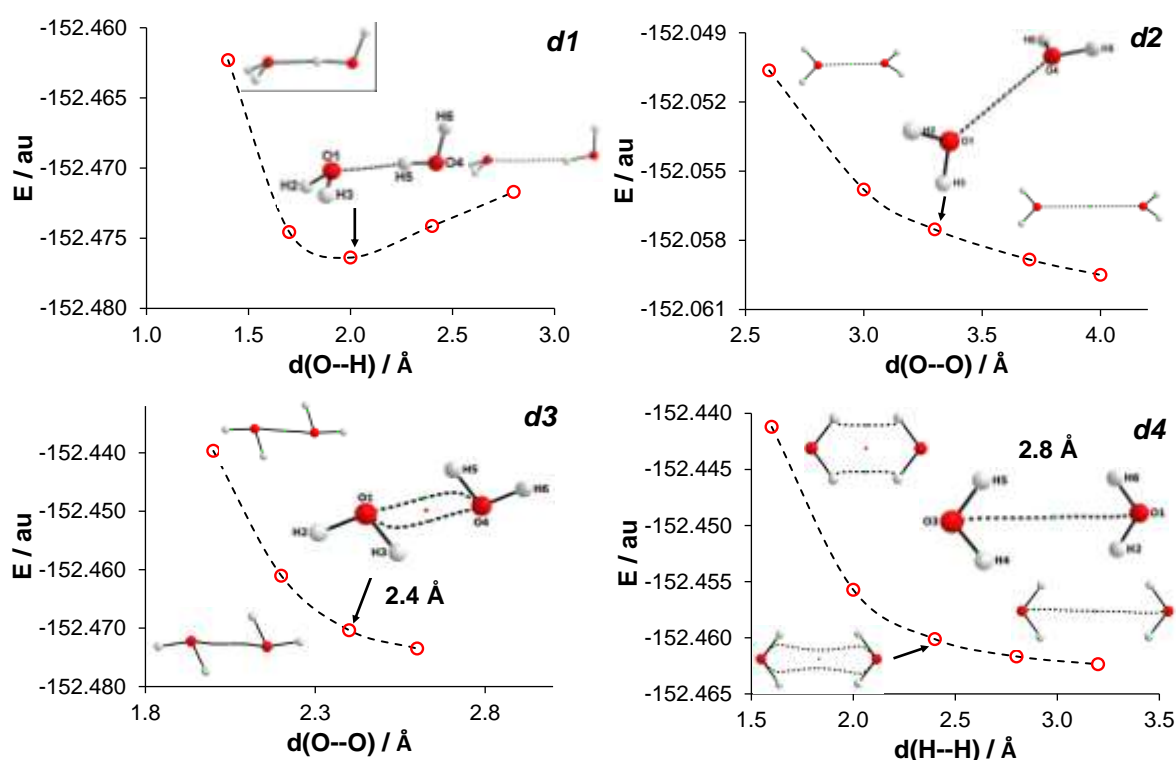 d1
E / au
-152.460
-152.465
-152.470
-152.475
-152.480
1.0
1.5
2.0
2.5
3.0
d(O--H) / Å
O1
H2
H3
H5
O4
H6
d2
E / au
-152.049
-152.052
-152.055
-152.058
-152.061
2.5
3.0
3.5
4.0
d(O--O) / Å
O4
O1
d3
E / au
-152.440
-152.450
-152.460
-152.470
-152.480
1.8
2.3
2.8
d(O--O) / Å
2.4 Å
O1
H2
H3
H5
O4
H6
d4
E / au
-152.440
-152.445
-152.450
-152.455
-152.460
-152.465
1.5
2.0
2.5
3.0
3.5
d(H--H) / Å
2.8 Å
H5
H6
O3
O1
H4
H2